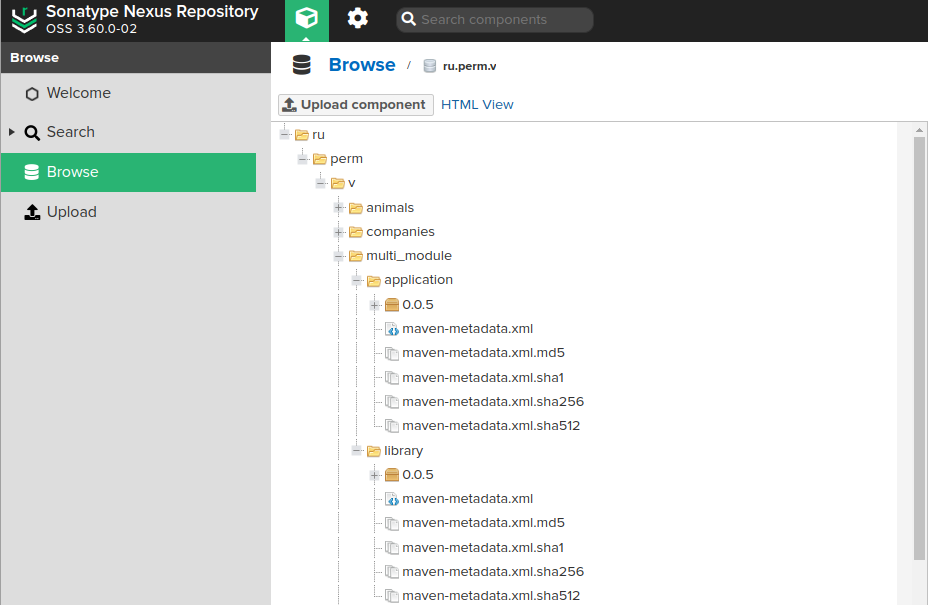 Sonatype Nexus Repository
OSS 3.60.0-02
Search components
Browse
Welcome
Search
Browse
Upload
Browse / ru.perm.v
Upload component HTML View
ru
perm
v
animals
companies
multi_module
application
0.0.5
maven-metadata.xml
maven-metadata.xml.md5
maven-metadata.xml.sha1
maven-metadata.xml.sha256
maven-metadata.xml.sha512
library
0.0.5
maven-metadata.xml
maven-metadata.xml.md5
maven-metadata.xml.sha1
maven-metadata.xml.sha256
maven-metadata.xml.sha512